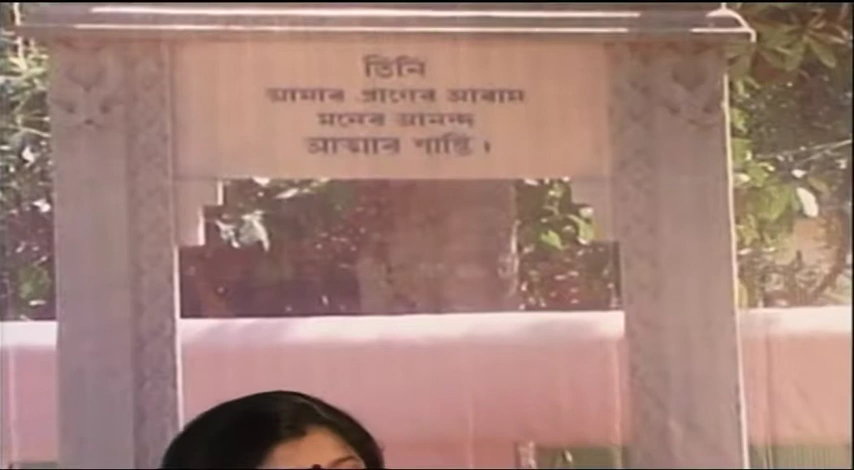 তিনি
আমার প্রাণের আরাম
মনের আনন্দ
আত্মার শান্তি।